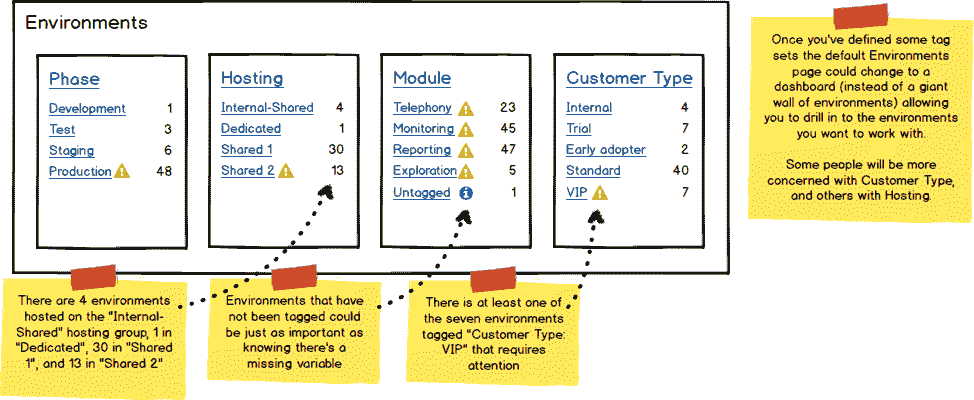 Environments
Phase
Development 1
Test 3
Staging 6
Production 48
Hosting
Internal-Shared 4
Dedicated 1
Shared 1 30
Shared 2 13
Module
Telephony 23
Monitoring 45
Reporting 47
Exploration 5
Untagged 1
Customer Type
Internal 4
Trial 7
Early adopter 2
Standard 40
VIP 7
Once you've defined some tag
sets the default Environments
page could change to a
dashboard (instead of a giant
wall of environments) allowing
you to drill in to the environments
you want to work with.
Some people will be more
concerned with Customer Type,
and others with Hosting.
There are 4 environments
hosted on the "Internal-
Shared" hosting group, 1 in
"Dedicated", 30 in "Shared
1", and 13 in "Shared 2"
Environments that have
not been tagged could
be just as important as
knowing there's a
missing variable
There is at least one of
the seven environments
tagged "Customer Type:
VIP" that requires
attention